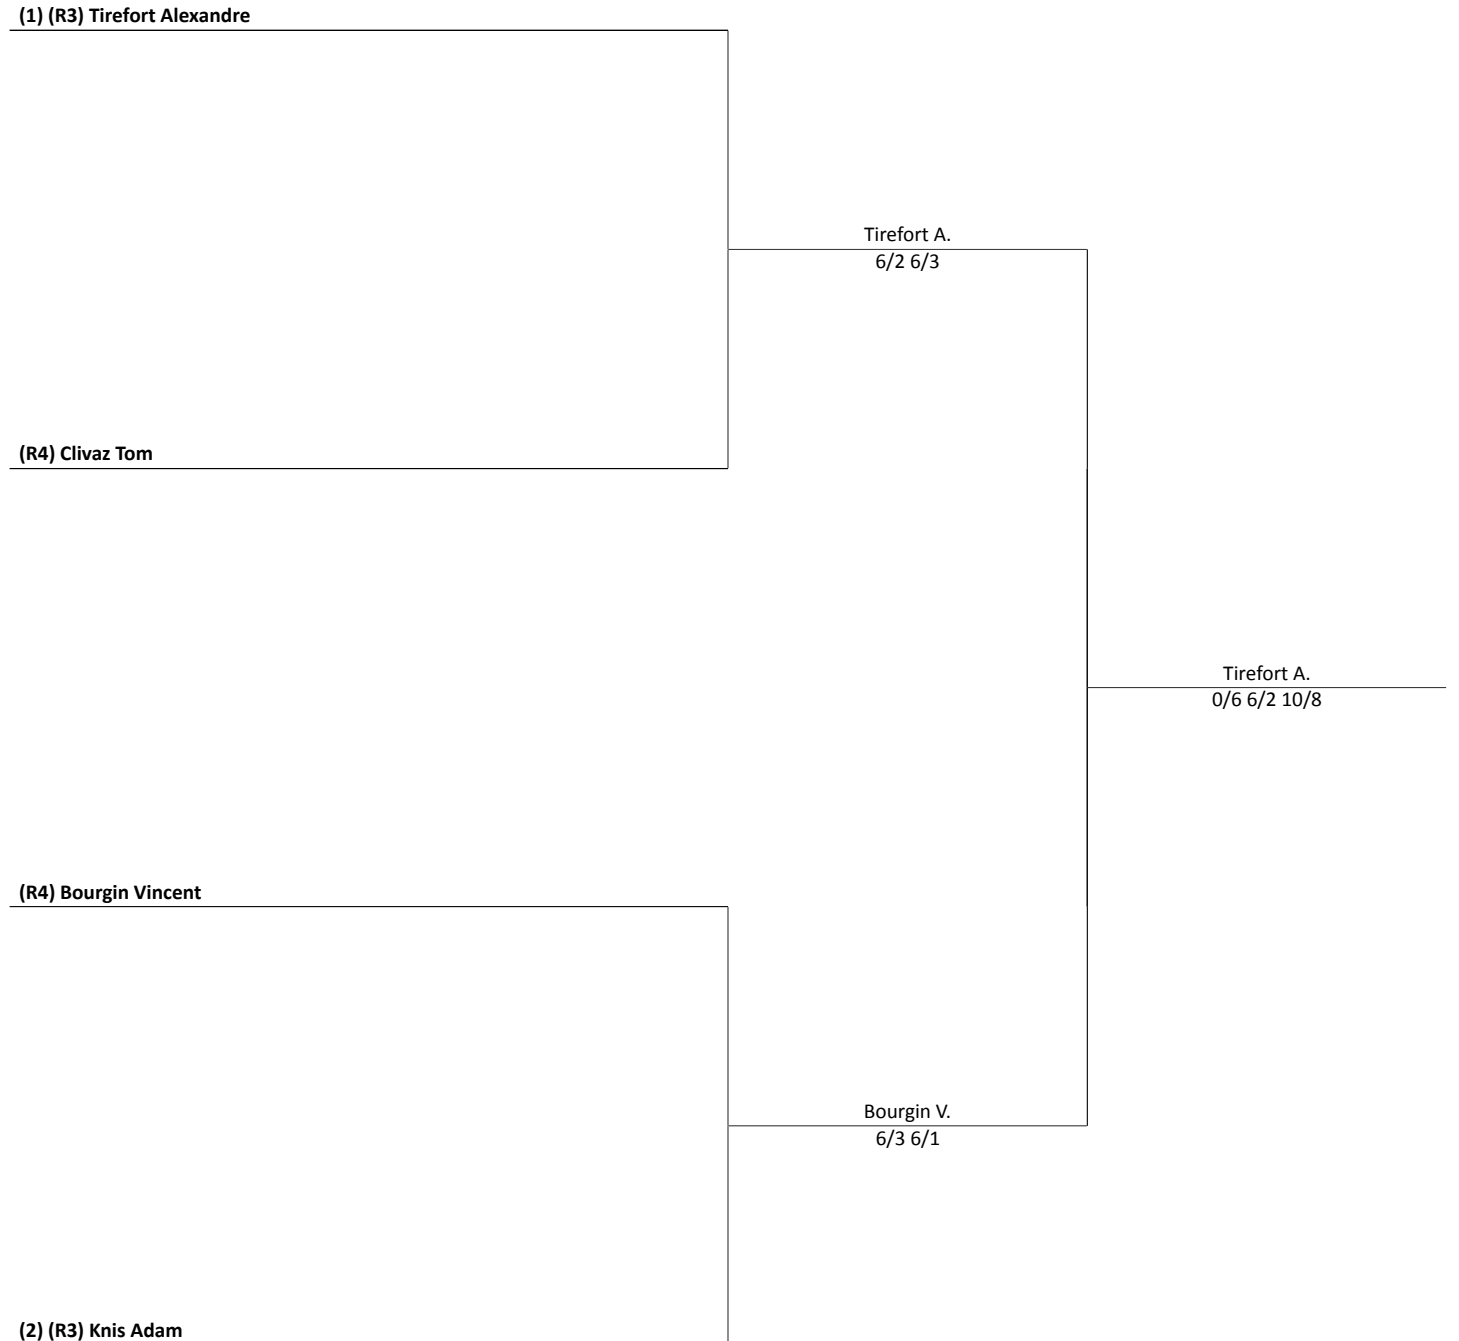 (1) (R3) Tirefort Alexandre
Tirefort A.
6/2 6/3
(R4) Clivaz Tom
Tirefort A.
0/6 6/2 10/8
(R4) Bourgin Vincent
Bourgin V.
6/3 6/1
(2) (R3) Knis Adam